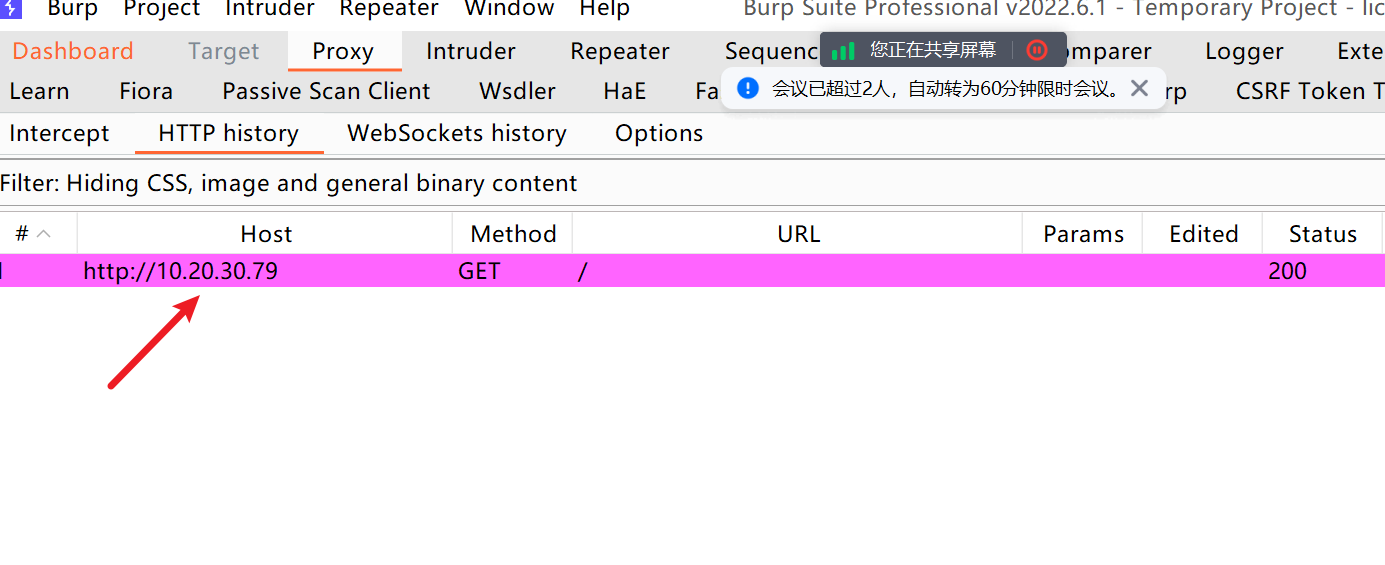 Burp Project Intruder Repeater Window Help Burp Suite Professional v2022.6.1 - Temporary Project - lic
Dashboard Target Proxy Intruder Repeater Sequenc 您正在共享屏幕 omparer Logger Exte
Learn Fiora Passive Scan Client Wsdler HaE Fa 会议已超过2人，自动转为60分钟限时会议。 rp CSRF Token T
Intercept HTTP history WebSockets history Options
Filter: Hiding CSS, image and general binary content
# Host Method URL Params Edited Status
1 http://10.20.30.79 GET / 200